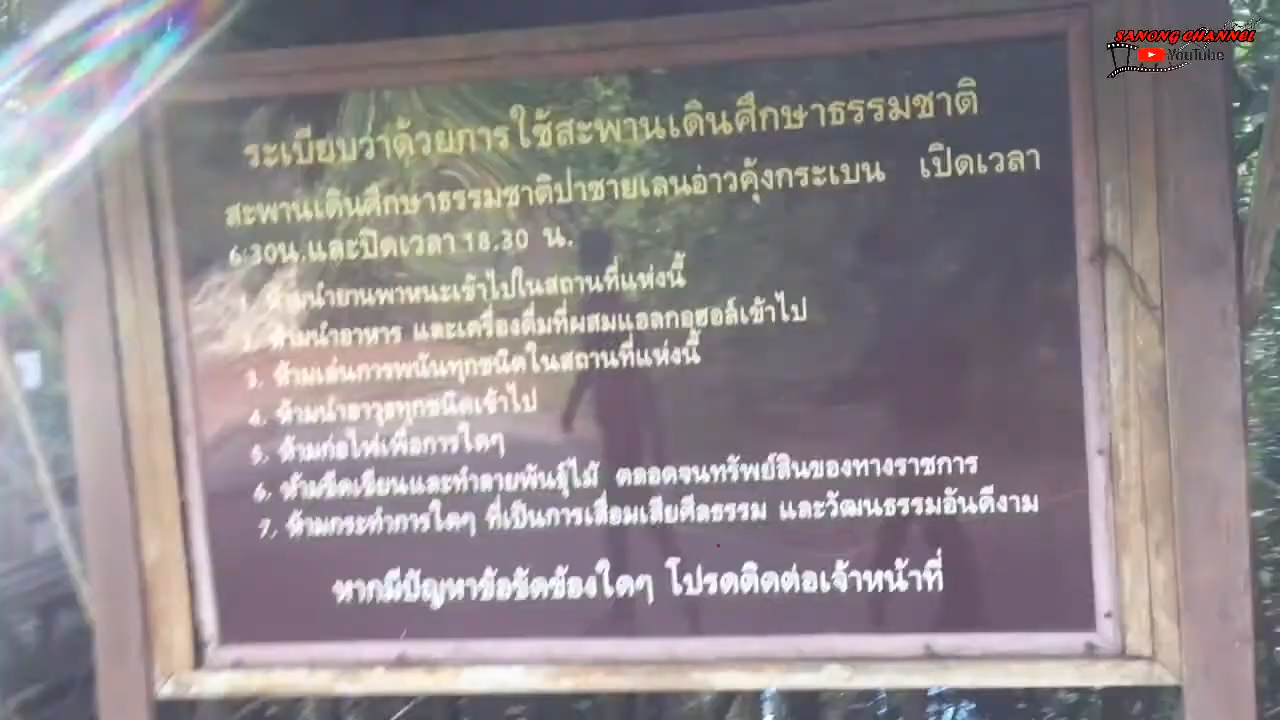 SANONG CHANNEL
YouTube
ระเบียบว่าด้วยการใช้สะพานเดินศึกษาธรรมชาติ
สะพานเดินศึกษาธรรมชาติป่าชายเลนอ่าวคุ้งกระเบน เปิดเวลา
6.30น.และปิดเวลา 18.30 น.
1. ห้ามนำยานพาหนะเข้าไปในสถานที่แห่งนี้
2. ห้ามนำอาหาร และเครื่องดื่มที่ผสมแอลกอฮอล์เข้าไป
3. ห้ามเล่นการพนันทุกชนิดในสถานที่แห่งนี้
4. ห้ามนำอาวุธทุกชนิดเข้าไป
5. ห้ามก่อไฟเพื่อการใดๆ
6. ห้ามขีดเขียนและทำลายพันธุ์ไม้ ตลอดจนทรัพย์สินของทางราชการ
7. ห้ามกระทำการใดๆ ที่เป็นการเสื่อมเสียศีลธรรม และวัฒนธรรมอันดีงาม
หากมีปัญหาข้อขัดข้องใดๆ โปรดติดต่อเจ้าหน้าที่